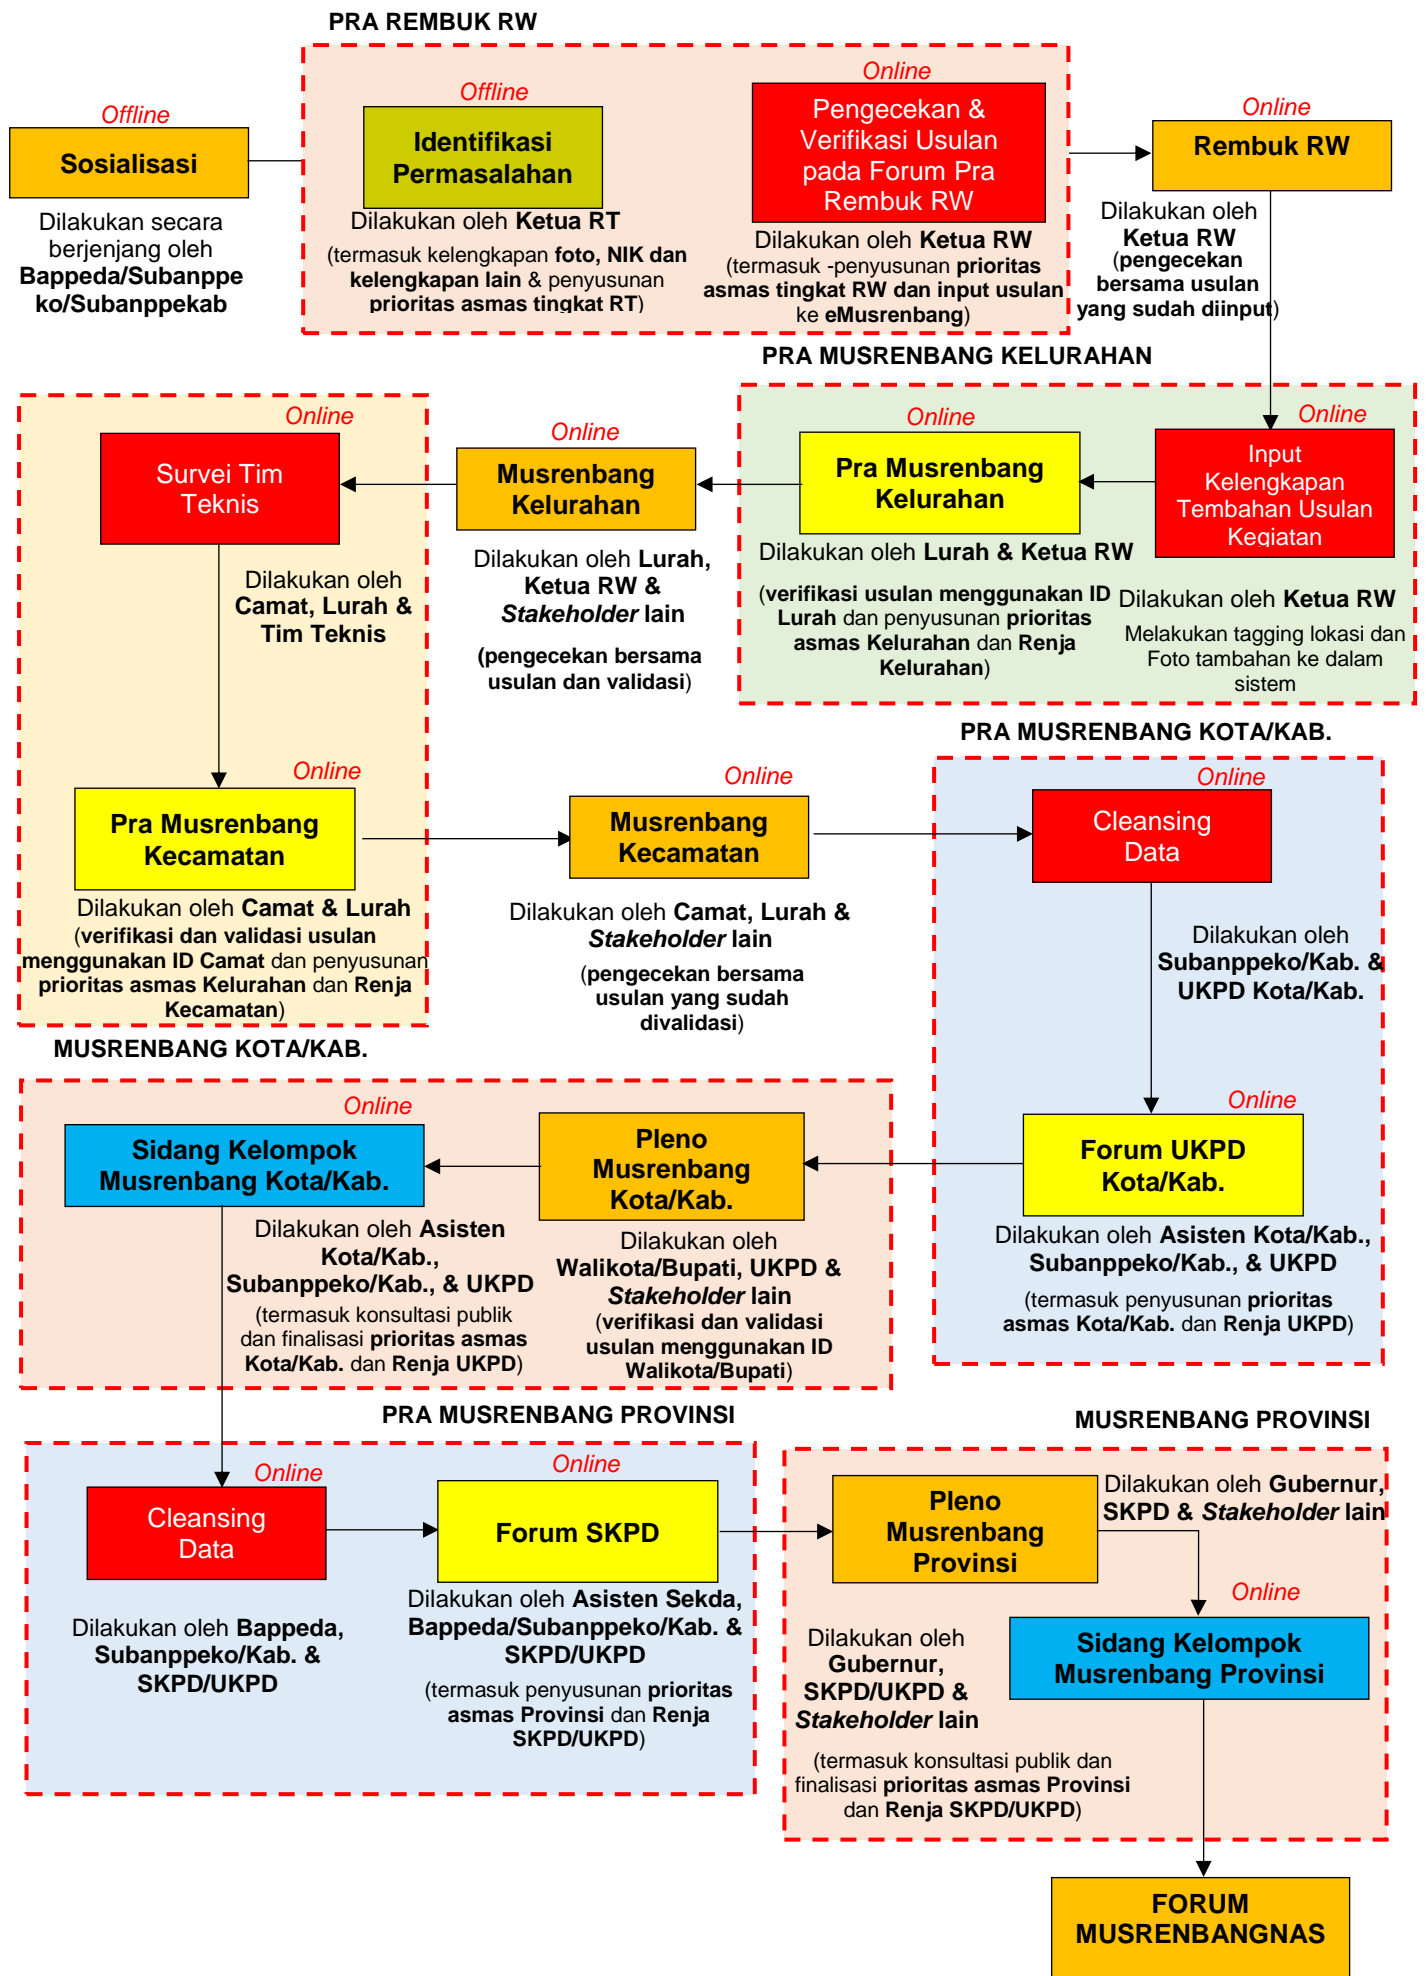 PRA REMBUK RW
Offline
Sosialisasi
Dilakukan secara
berjenjang oleh
Bappeda/Subanppe
ko/Subanppekab
Offline
Identifikasi
Permasalahan
Dilakukan oleh Ketua RT
(termasuk kelengkapan foto, NIK dan
kelengkapan lain & penyusunan
prioritas asmas tingkat RT)
Online
Pengecekan &
Verifikasi Usulan
pada Forum Pra
Rembuk RW
Dilakukan oleh Ketua RW
(termasuk -penyusunan prioritas
asmas tingkat RW dan input usulan
ke eMusrenbang)
Online
Rembuk RW
Dilakukan oleh
Ketua RW
(pengecekan
bersama usulan
yang sudah diinput)
PRA MUSRENBANG KELURAHAN
Online
Input
Kelengkapan
Tembahan Usulan
Kegiatan
Dilakukan oleh Ketua RW
Melakukan tagging lokasi dan
Foto tambahan ke dalam
sistem
Online
Pra Musrenbang
Kelurahan
Dilakukan oleh Lurah & Ketua RW
(verifikasi usulan menggunakan ID
Lurah dan penyusunan prioritas
asmas Kelurahan dan Renja
Kelurahan)
Online
Musrenbang
Kelurahan
Dilakukan oleh Lurah,
Ketua RW &
Stakeholder lain
(pengecekan bersama
usulan dan validasi)
Online
Survei Tim
Teknis
Dilakukan oleh
Camat, Lurah &
Tim Teknis
Online
Pra Musrenbang
Kecamatan
Dilakukan oleh Camat & Lurah
(verifikasi dan validasi usulan
menggunakan ID Camat dan penyusunan
prioritas asmas Kelurahan dan Renja
Kecamatan)
Online
Musrenbang
Kecamatan
Dilakukan oleh Camat, Lurah &
Stakeholder lain
(pengecekan bersama
usulan yang sudah
divalidasi)
PRA MUSRENBANG KOTA/KAB.
Online
Cleansing
Data
Dilakukan oleh
Subanppeko/Kab. &
UKPD Kota/Kab.
Online
Forum UKPD
Kota/Kab.
Dilakukan oleh Asisten Kota/Kab.,
Subanppeko/Kab., & UKPD
(termasuk penyusunan prioritas
asmas Kota/Kab. dan Renja UKPD)
MUSRENBANG KOTA/KAB.
Pleno
Musrenbang
Kota/Kab.
Dilakukan oleh
Walikota/Bupati, UKPD &
Stakeholder lain
(verifikasi dan validasi
usulan menggunakan ID
Walikota/Bupati)
Online
Sidang Kelompok
Musrenbang Kota/Kab.
Dilakukan oleh Asisten
Kota/Kab.,
Subanppeko/Kab., & UKPD
(termasuk konsultasi publik
dan finalisasi prioritas asmas
Kota/Kab. dan Renja UKPD)
PRA MUSRENBANG PROVINSI
Online
Cleansing
Data
Dilakukan oleh Bappeda,
Subanppeko/Kab. &
SKPD/UKPD
Online
Forum SKPD
Dilakukan oleh Asisten Sekda,
Bappeda/Subanppeko/Kab. &
SKPD/UKPD
(termasuk penyusunan prioritas
asmas Provinsi dan Renja
SKPD/UKPD)
MUSRENBANG PROVINSI
Pleno
Musrenbang
Provinsi
Dilakukan oleh Gubernur,
SKPD & Stakeholder lain
Online
Sidang Kelompok
Musrenbang Provinsi
Dilakukan oleh
Gubernur,
SKPD/UKPD &
Stakeholder lain
(termasuk konsultasi publik dan
finalisasi prioritas asmas Provinsi
dan Renja SKPD/UKPD)
FORUM
MUSRENBANGNAS